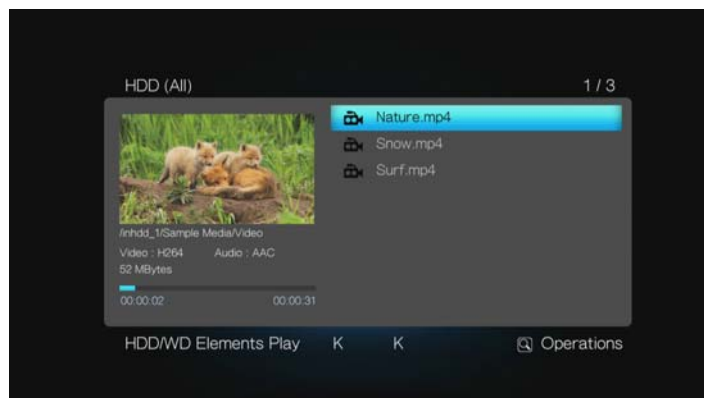 HDD (All) 1 / 3
Nature.mp4
Snow.mp4
Surf.mp4
/inhdd_1/Sample Media/Video
Video : H264 Audio : AAC
52 MBytes
00:00:02 00:00:31
HDD/WD Elements Play K K Operations